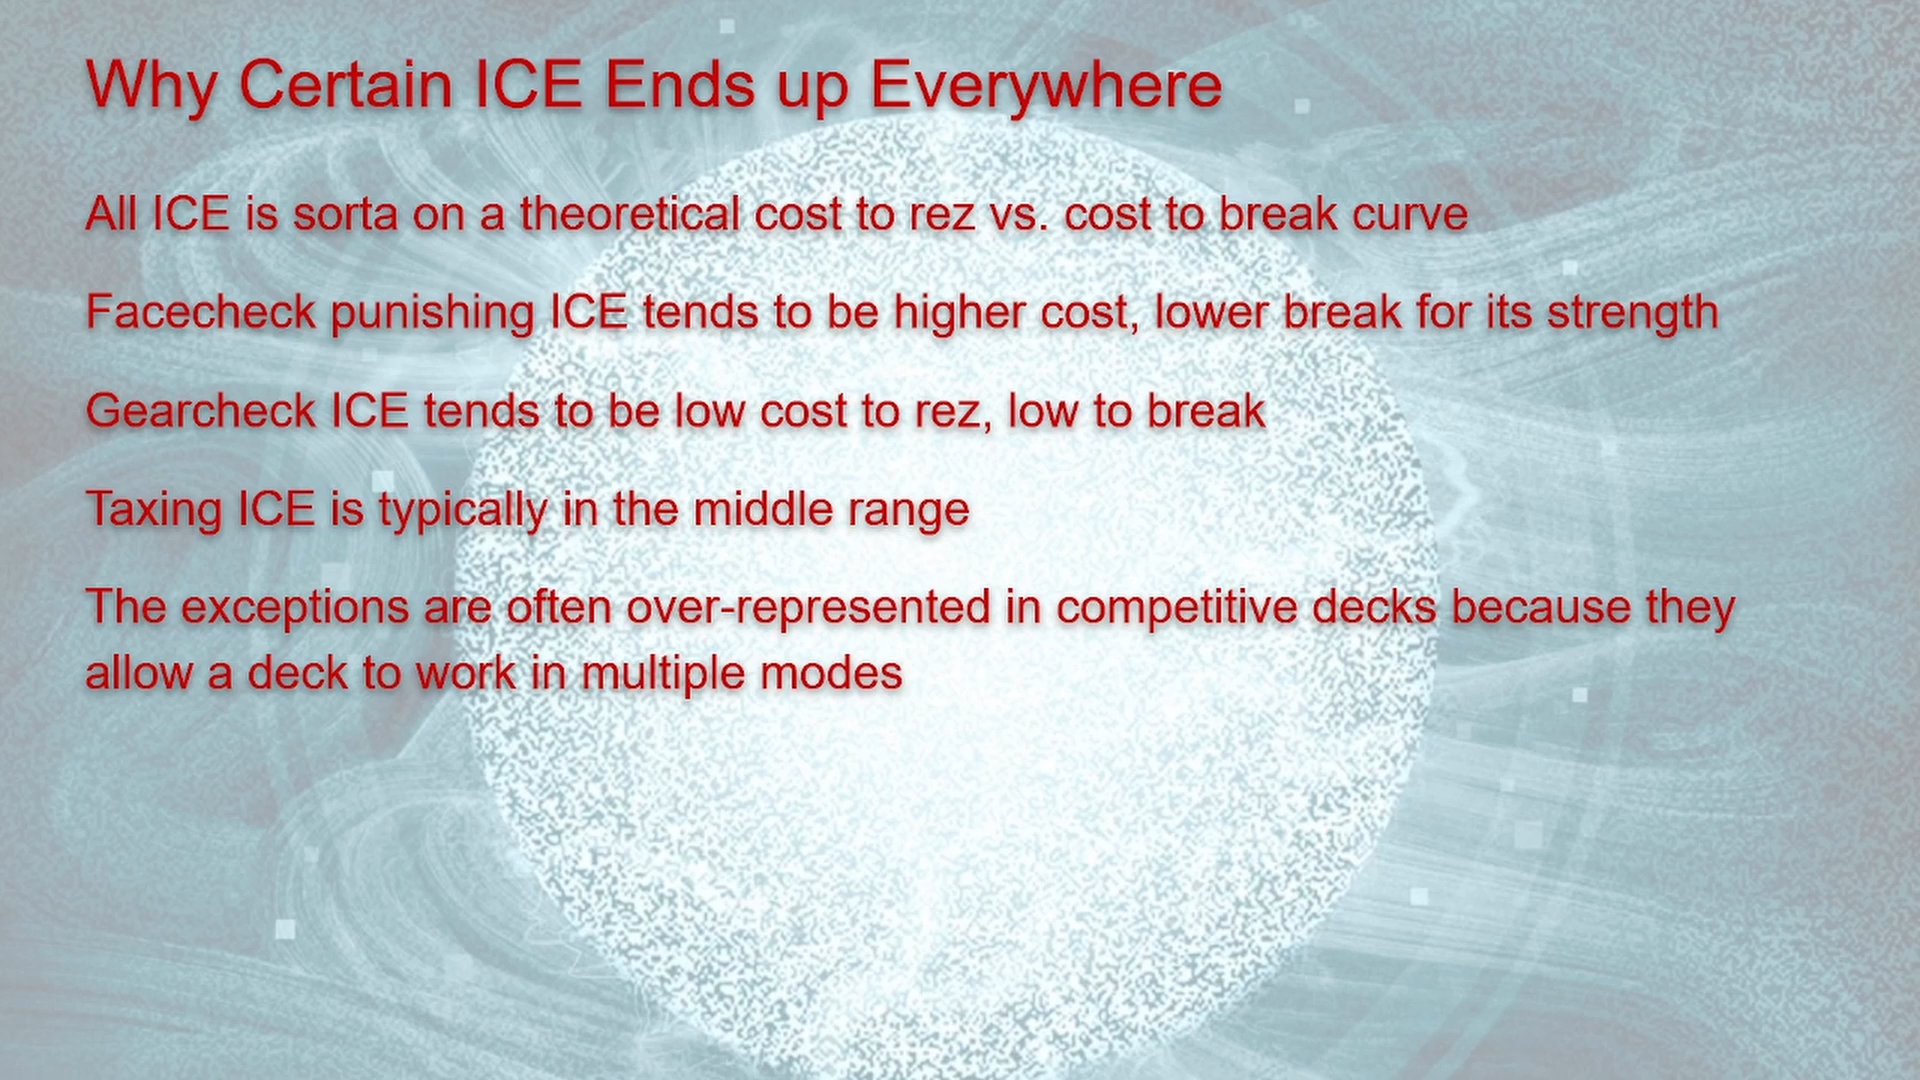 Why Certain ICE Ends up Everywhere
All ICE is sorta on a theoretical cost to rez vs. cost to break curve
Facecheck punishing ICE tends to be higher cost, lower break for its strength
Gearcheck ICE tends to be low cost to rez, low to break
Taxing ICE is typically in the middle range
The exceptions are often over-represented in competitive decks because they
allow a deck to work in multiple modes